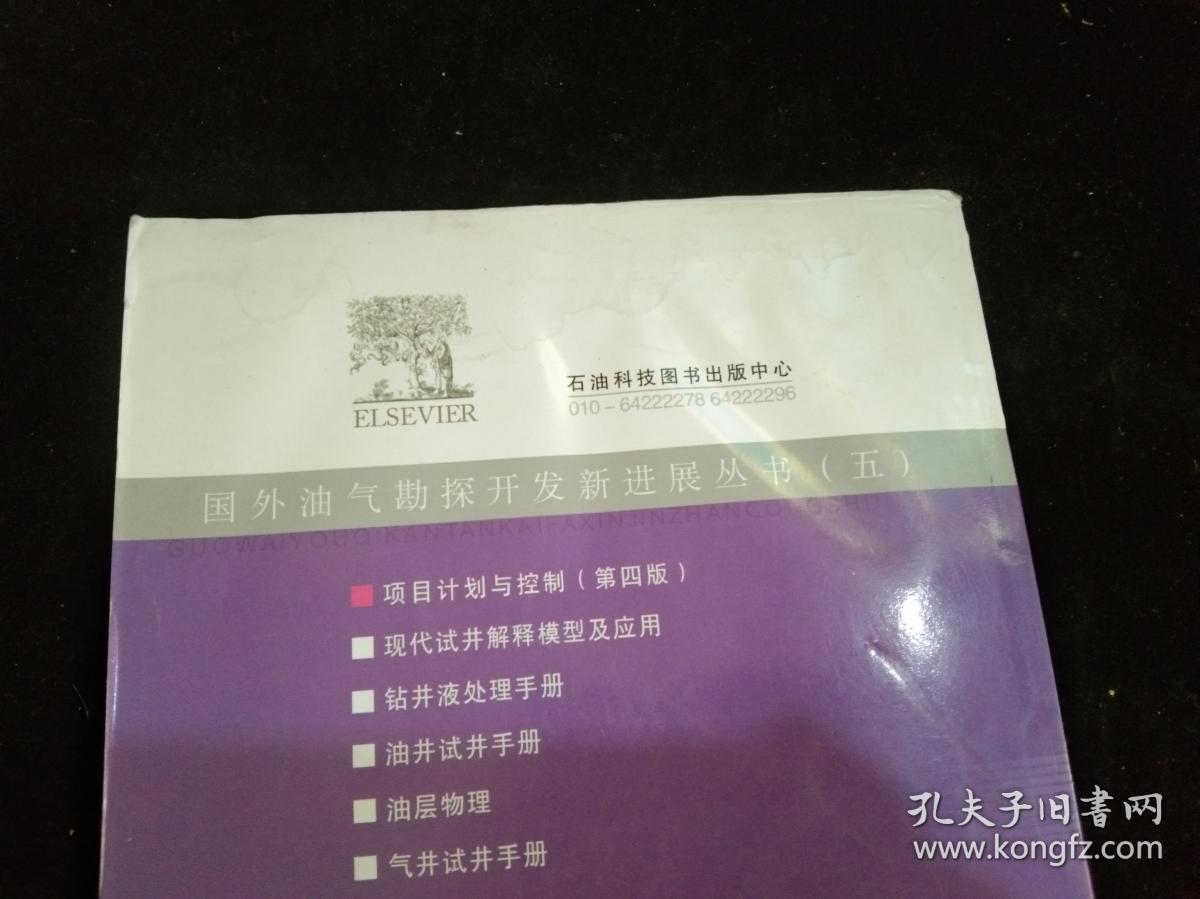 ELSEVIER
石油科技图书出版中心
010-64222278 64222296
国外油气勘探开发新进展丛书（五）
GUOWAIYOUQIKANTANKAIFAXINJINZHANCONGSHU
项目计划与控制（第四版）
现代试井解释模型及应用
钻井液处理手册
油井试井手册
油层物理
气井试井手册
孔夫子旧書网
www.kongfz.com